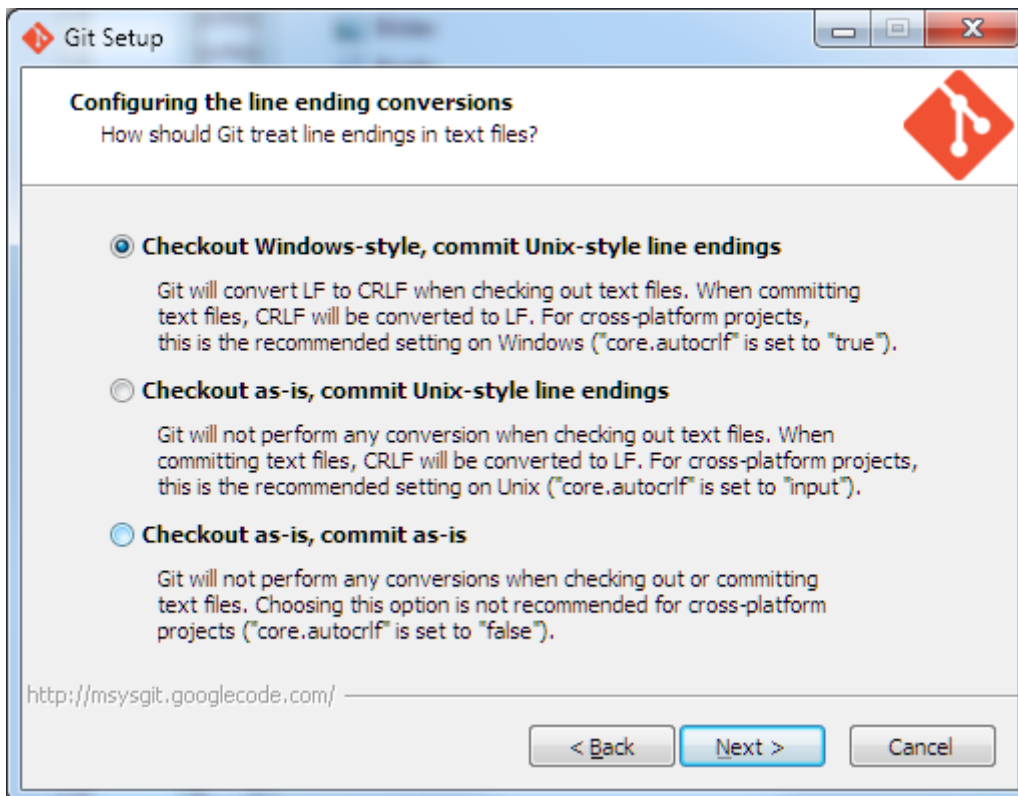 Git Setup
Configuring the line ending conversions
How should Git treat line endings in text files?
Checkout Windows-style, commit Unix-style line endings
Git will convert LF to CRLF when checking out text files. When committing
text files, CRLF will be converted to LF. For cross-platform projects,
this is the recommended setting on Windows ("core.autocrlf" is set to "true").
Checkout as-is, commit Unix-style line endings
Git will not perform any conversion when checking out text files. When
committing text files, CRLF will be converted to LF. For cross-platform projects,
this is the recommended setting on Unix ("core.autocrlf" is set to "input").
Checkout as-is, commit as-is
Git will not perform any conversions when checking out or committing
text files. Choosing this option is not recommended for cross-platform
projects ("core.autocrlf" is set to "false").
http://msysgit.googlecode.com/
< Back
Next >
Cancel